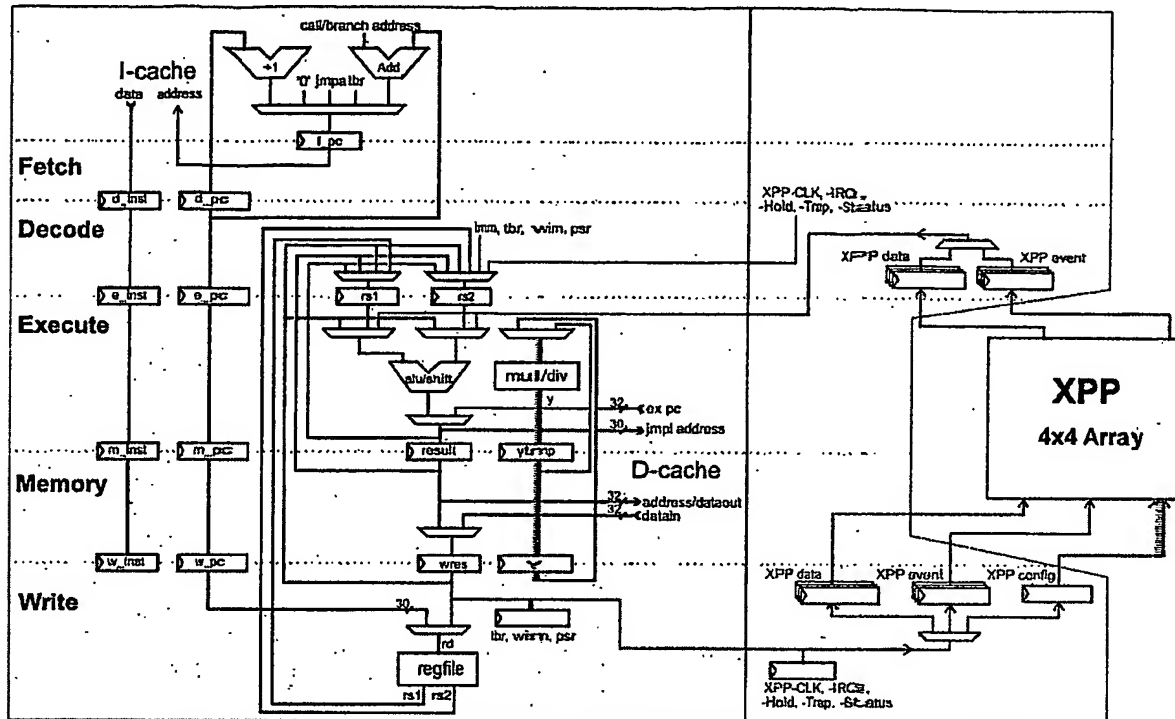 call/branch address
+1
Add
I-cache
data address
'0' jmpa tbr
f_pc
Fetch
d_inst
d_pc
XPP-CLK, -IRQs,
-Hold, -Trap, -Status
Decode
imm, tbr, wim, psr
XPP data
XPP event
e_inst
e_pc
rs1
rs2
Execute
alu/shift
mul/div
y
32
ex pc
30
jmpl address
XPP
4x4 Array
m_inst
m_pc
result
ytmp
D-cache
Memory
32
address/dataout
32
datain
w_inst
w_pc
wres
Y
XPP data
XPP event
XPP config
Write
30
tbr, wim, psr
rd
regfile
rs1 rs2
XPP-CLK, -IRQs,
-Hold, -Trap, -Status